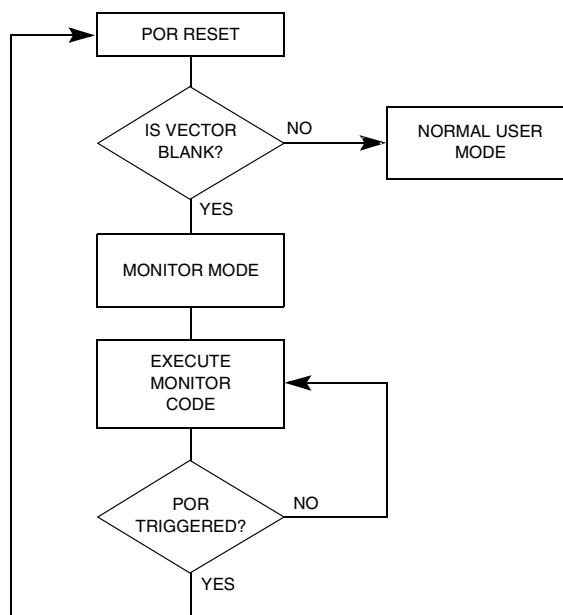 POR RESET
IS VECTOR
BLANK?
NO
NORMAL USER
MODE
YES
MONITOR MODE
EXECUTE
MONITOR
CODE
POR
TRIGGERED?
NO
YES